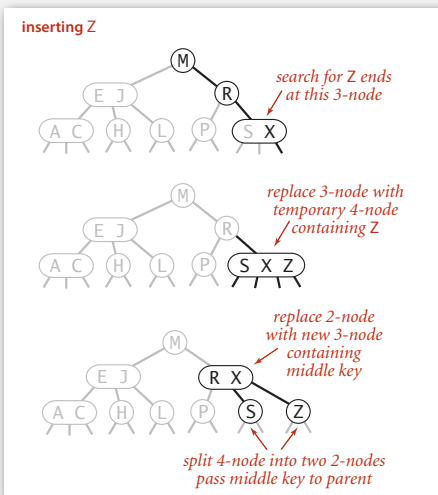 inserting Z
M
search for Z ends
at this 3-node
R
E J
A C H L P S X
replace 3-node with
temporary 4-node
containing Z
M
R
E J
A C H L P S X Z
replace 2-node
with new 3-node
containing
middle key
M
E J R X
A C H L P S Z
split 4-node into two 2-nodes
pass middle key to parent